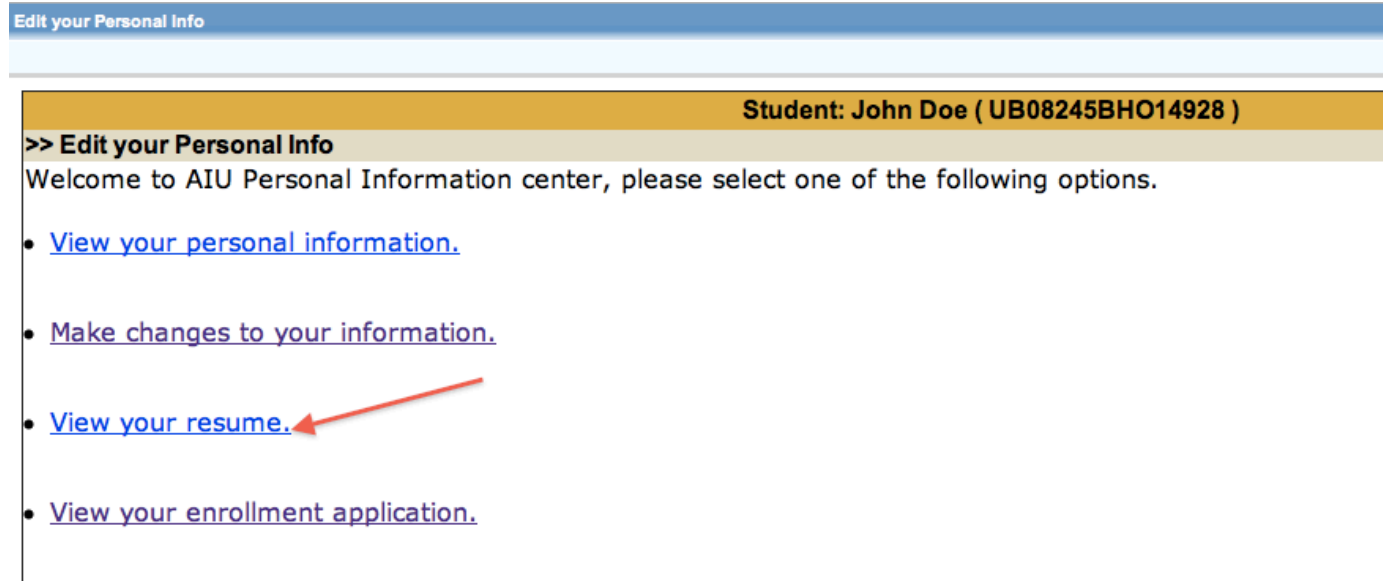 Edit your Personal Info
Student: John Doe ( UB08245BHO14928 )
>> Edit your Personal Info
Welcome to AIU Personal Information center, please select one of the following options.
• View your personal information.
• Make changes to your information.
• View your resume.
• View your enrollment application.